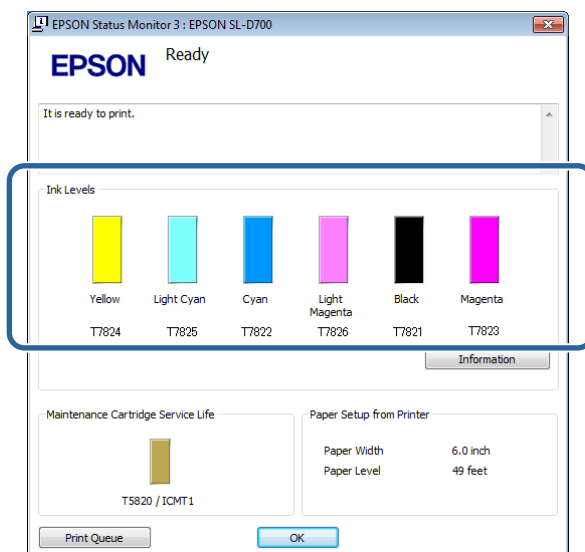 EPSON Status Monitor 3 : EPSON SL-D700
EPSON
Ready
It is ready to print.
Ink Levels
Yellow Light Cyan Cyan Light Magenta Black Magenta
T7824 T7825 T7822 T7826 T7821 T7823
Information
Maintenance Cartridge Service Life
T5820 / ICMT1
Paper Setup from Printer
Paper Width 6.0 inch
Paper Level 49 feet
Print Queue
OK